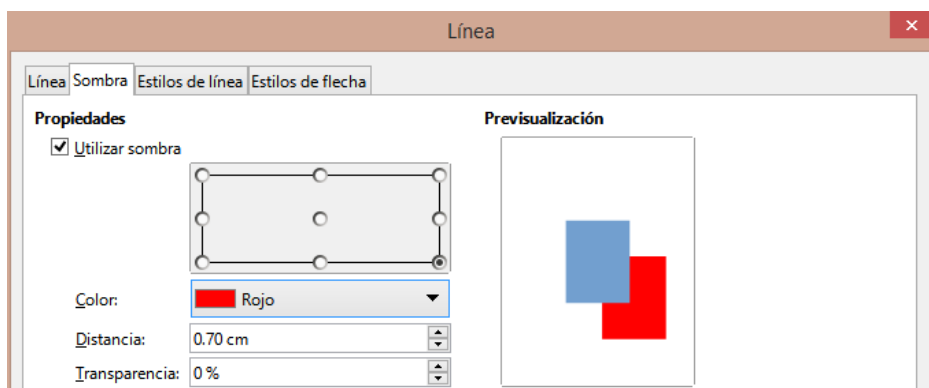 Línea
Línea Sombra Estilos de línea Estilos de flecha
Propiedades
Previsualización
Utilizar sombra
Color: Rojo
Distancia: 0.70 cm
Transparencia: 0 %